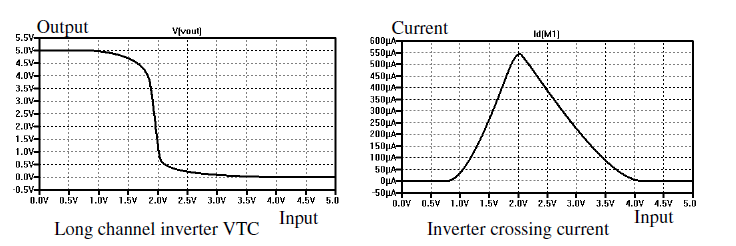 Output
V(vout)
5.5V
5.0V
4.5V
4.0V
3.5V
3.0V
2.5V
2.0V
1.5V
1.0V
0.5V
0.0V
-0.5V
0.0V 0.5V 1.0V 1.5V 2.0V 2.5V 3.0V 3.5V 4.0V 4.5V 5.0
Input
Long channel inverter VTC
Current
Id(M1)
600µA
550µA
500µA
450µA
400µA
350µA
300µA
250µA
200µA
150µA
100µA
50µA
0µA
-50µA
0.0V 0.5V 1.0V 1.5V 2.0V 2.5V 3.0V 3.5V 4.0V 4.5V 5.0
Input
Inverter crossing current